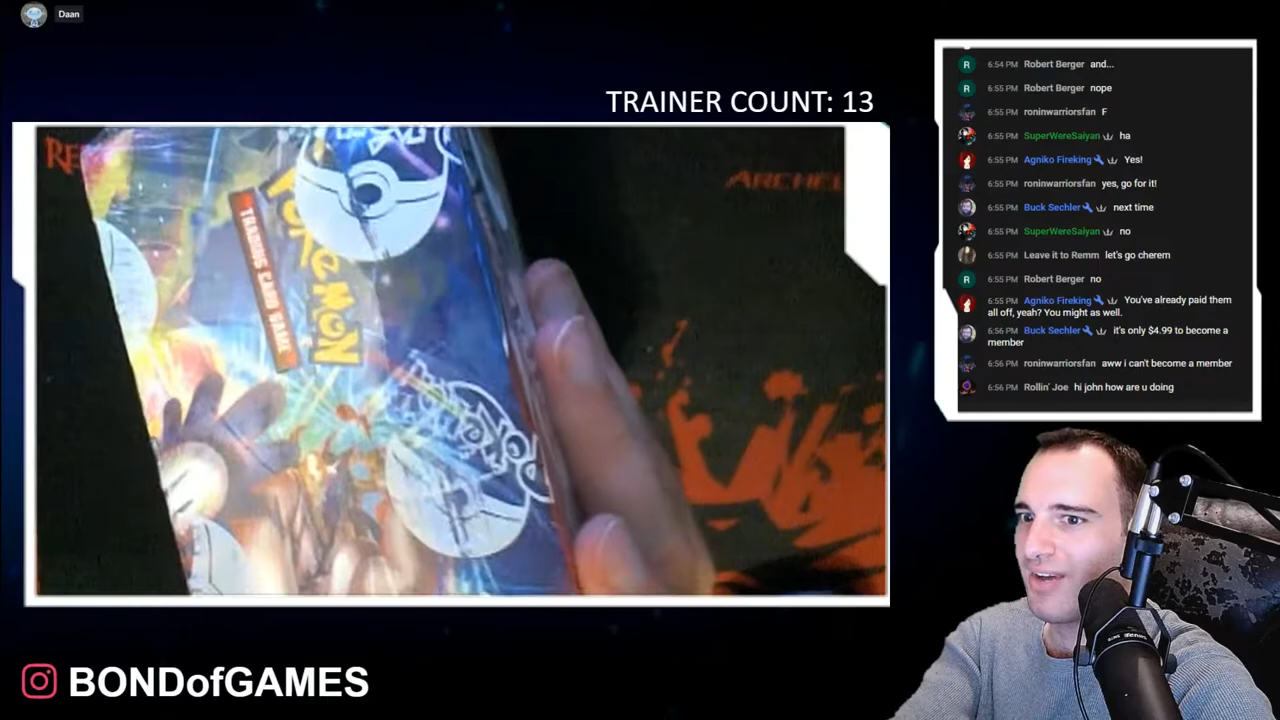 Daan
TRAINER COUNT: 13
RE
ARCHE
POKéMON
TRADING CARD GAME
Poké
6:54 PM Robert Berger and...
6:55 PM Robert Berger nope
6:55 PM roninwarriorsfan F
6:55 PM SuperWereSaiyan ha
6:55 PM Agniko Fireking Yes!
6:55 PM roninwarriorsfan yes, go for it!
6:55 PM Buck Sechler next time
6:55 PM SuperWereSaiyan no
6:55 PM Leave it to Remm let's go cherem
6:55 PM Robert Berger no
6:55 PM Agniko Fireking You've already paid them
all off, yeah? You might as well.
6:56 PM Buck Sechler it's only $4.99 to become a
member
6:56 PM roninwarriorsfan aww i can't become a member
6:56 PM Rollin' Joe hi john how are u doing
BONDofGAMES